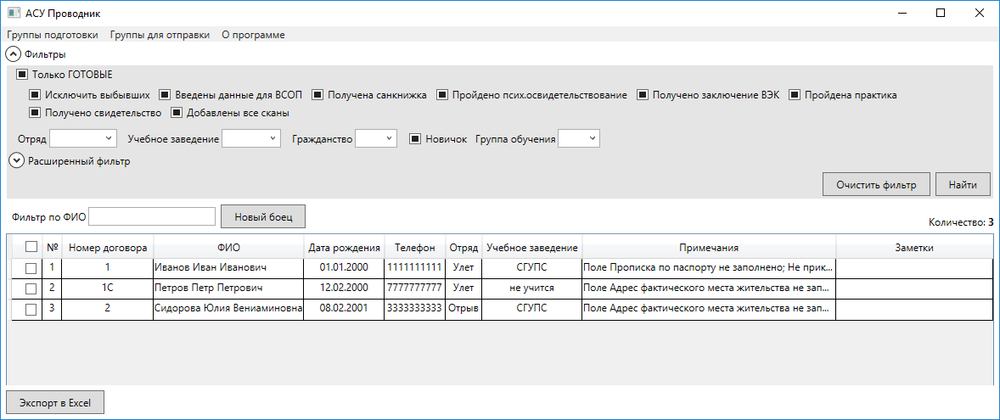 АСУ Проводник
Группы подготовки Группы для отправки О программе
Фильтры
Только ГОТОВЫЕ
Исключить выбывших Введены данные для ВСОП Получена санкнижка Пройдено псих.освидетельствование Получено заключение ВЭК Пройдена практика
Получено свидетельство Добавлены все сканы
Отряд Учебное заведение Гражданство Новичок Группа обучения
Расширенный фильтр
Очистить фильтр Найти
Фильтр по ФИО Новый боец
Количество: 3
№ Номер договора ФИО Дата рождения Телефон Отряд Учебное заведение Примечания Заметки
1 1 Иванов Иван Иванович 01.01.2000 1111111111 Улет СГУПС Поле Прописка по паспорту не заполнено; Не прик...
2 1С Петров Петр Петрович 12.02.2000 7777777777 Улет не учится Поле Адрес фактического места жительства не зап...
3 2 Сидорова Юлия Вениаминовна 08.02.2001 3333333333 Отрыв СГУПС Поле Адрес фактического места жительства не зап...
Экспорт в Excel